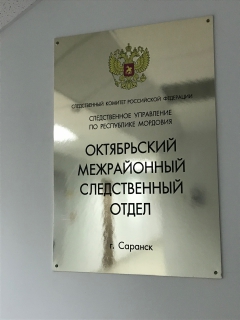 СЛЕДСТВЕННЫЙ КОМИТЕТ РОССИЙСКОЙ ФЕДЕРАЦИИ
СЛЕДСТВЕННОЕ УПРАВЛЕНИЕ
ПО РЕСПУБЛИКЕ МОРДОВИЯ
ОКТЯБРЬСКИЙ
МЕЖРАЙОННЫЙ
СЛЕДСТВЕННЫЙ
ОТДЕЛ
г. Саранск